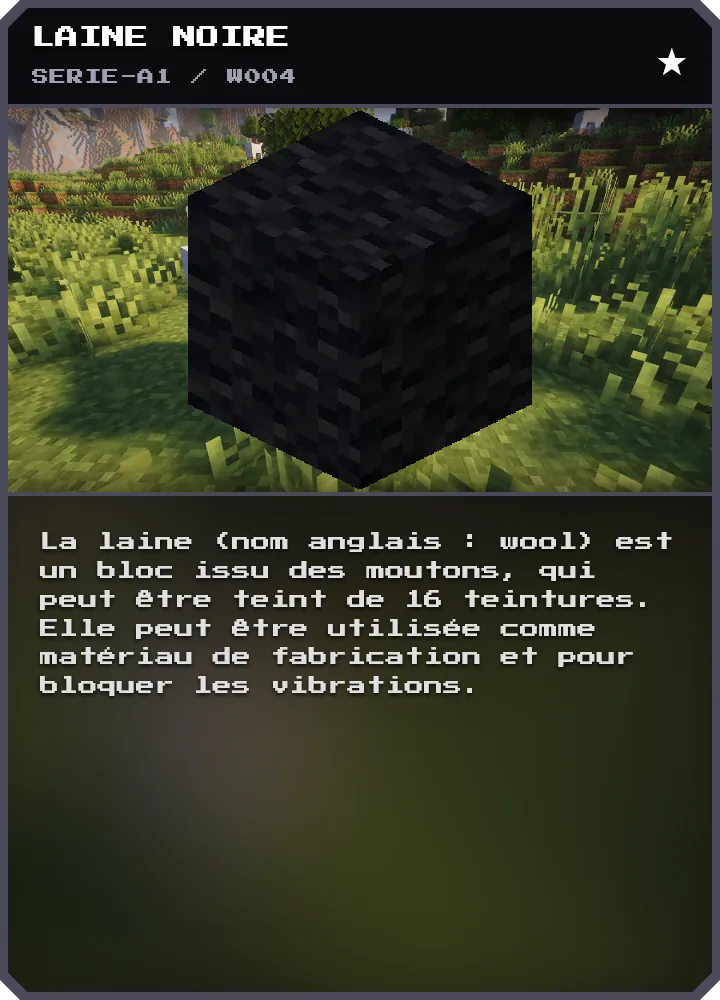 LAINE NOIRE
SERIE-A1 / W004
La laine (nom anglais : wool) est
un bloc issu des moutons, qui
peut être teint de 16 teintures.
Elle peut être utilisée comme
matériau de fabrication et pour
bloquer les vibrations.